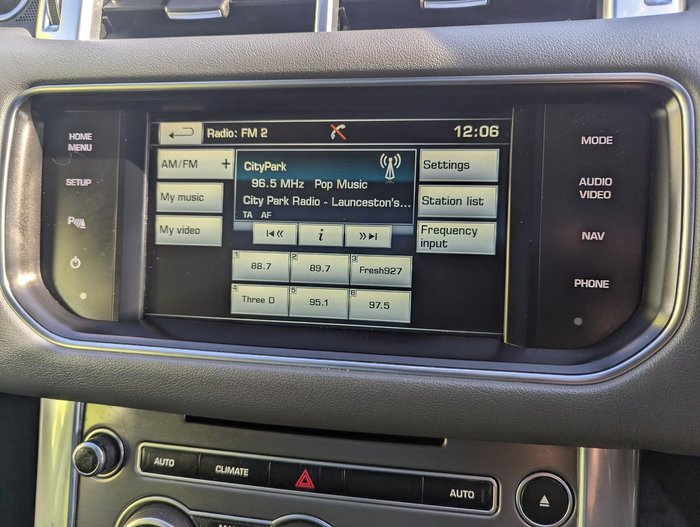 HOME
MENU
SETUP
P
Radio: FM 2
12:06
AM/FM +
My music
My video
CityPark
96.5 MHz Pop Music
City Park Radio - Launceston's...
TA AF
i
Settings
Station list
Frequency
input
1 88.7
2 89.7
3 Fresh927
4 Three D
5 95.1
6 97.5
MODE
AUDIO
VIDEO
NAV
PHONE
AUTO
CLIMATE
AUTO